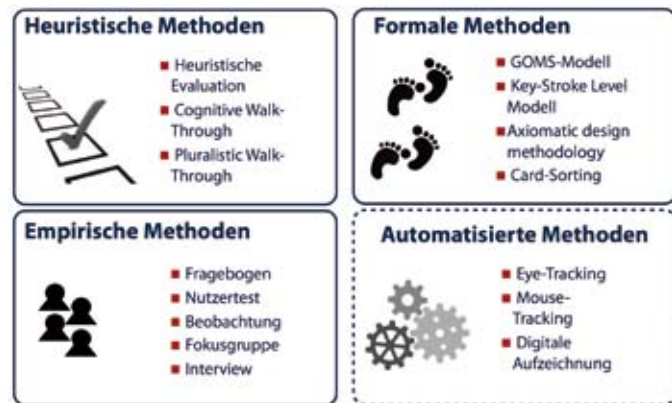 Heuristische Methoden
Heuristische
Evaluation
Cognitive Walk-
Through
Pluralistic Walk-
Through
Formale Methoden
GOMS-Modell
Key-Stroke Level
Modell
Axiomatic design
methodology
Card-Sorting
Empirische Methoden
Fragebogen
Nutzertest
Beobachtung
Fokusgruppe
Interview
Automatisierte Methoden
Eye-Tracking
Mouse-
Tracking
Digitale
Aufzeichnung